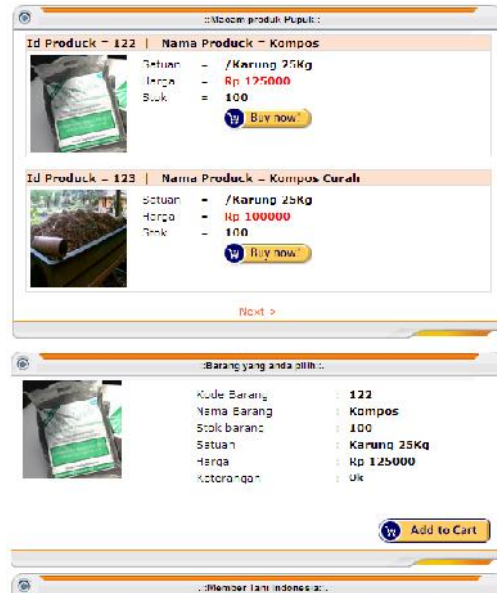 .:Macam produk Pupuk:.
Id Produck = 122 | Nama Produck = Kompos
Satuan = /Karung 25Kg
Harga = Rp 125000
Stok = 100
Buy now!
Id Produck = 123 | Nama Produck = Kompos Curah
Satuan = /Karung 25Kg
Harga = Rp 100000
Stok = 100
Buy now!
Next >
.:Barang yang anda pilih:.
Kode Barang : 122
Nama Barang : Kompos
Stok barang : 100
Satuan : Karung 25Kg
Harga : Rp 125000
Keterangan : Ok
Add to Cart
.:Member Tani Indonesia:.